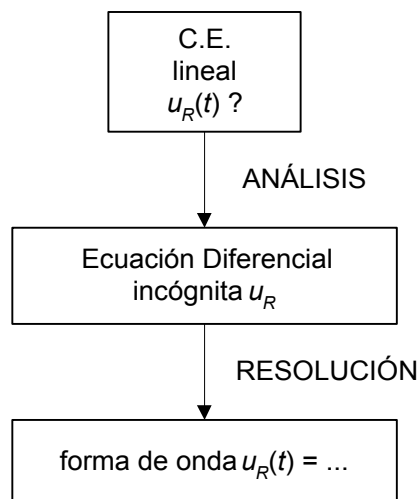 C.E.
lineal
u_R(t) ?
ANÁLISIS
Ecuación Diferencial
incógnita u_R
RESOLUCIÓN
forma de onda u_R(t) = ...